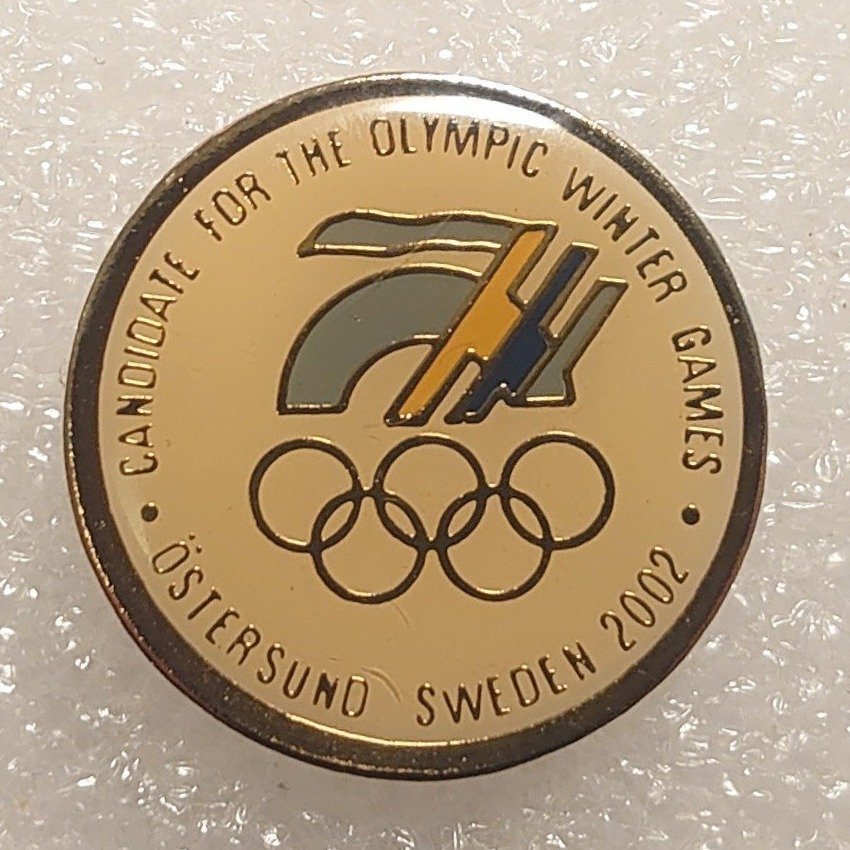 CANDIDATE FOR THE OLYMPIC WINTER GAMES
• ÖSTERSUND SWEDEN 2002 •